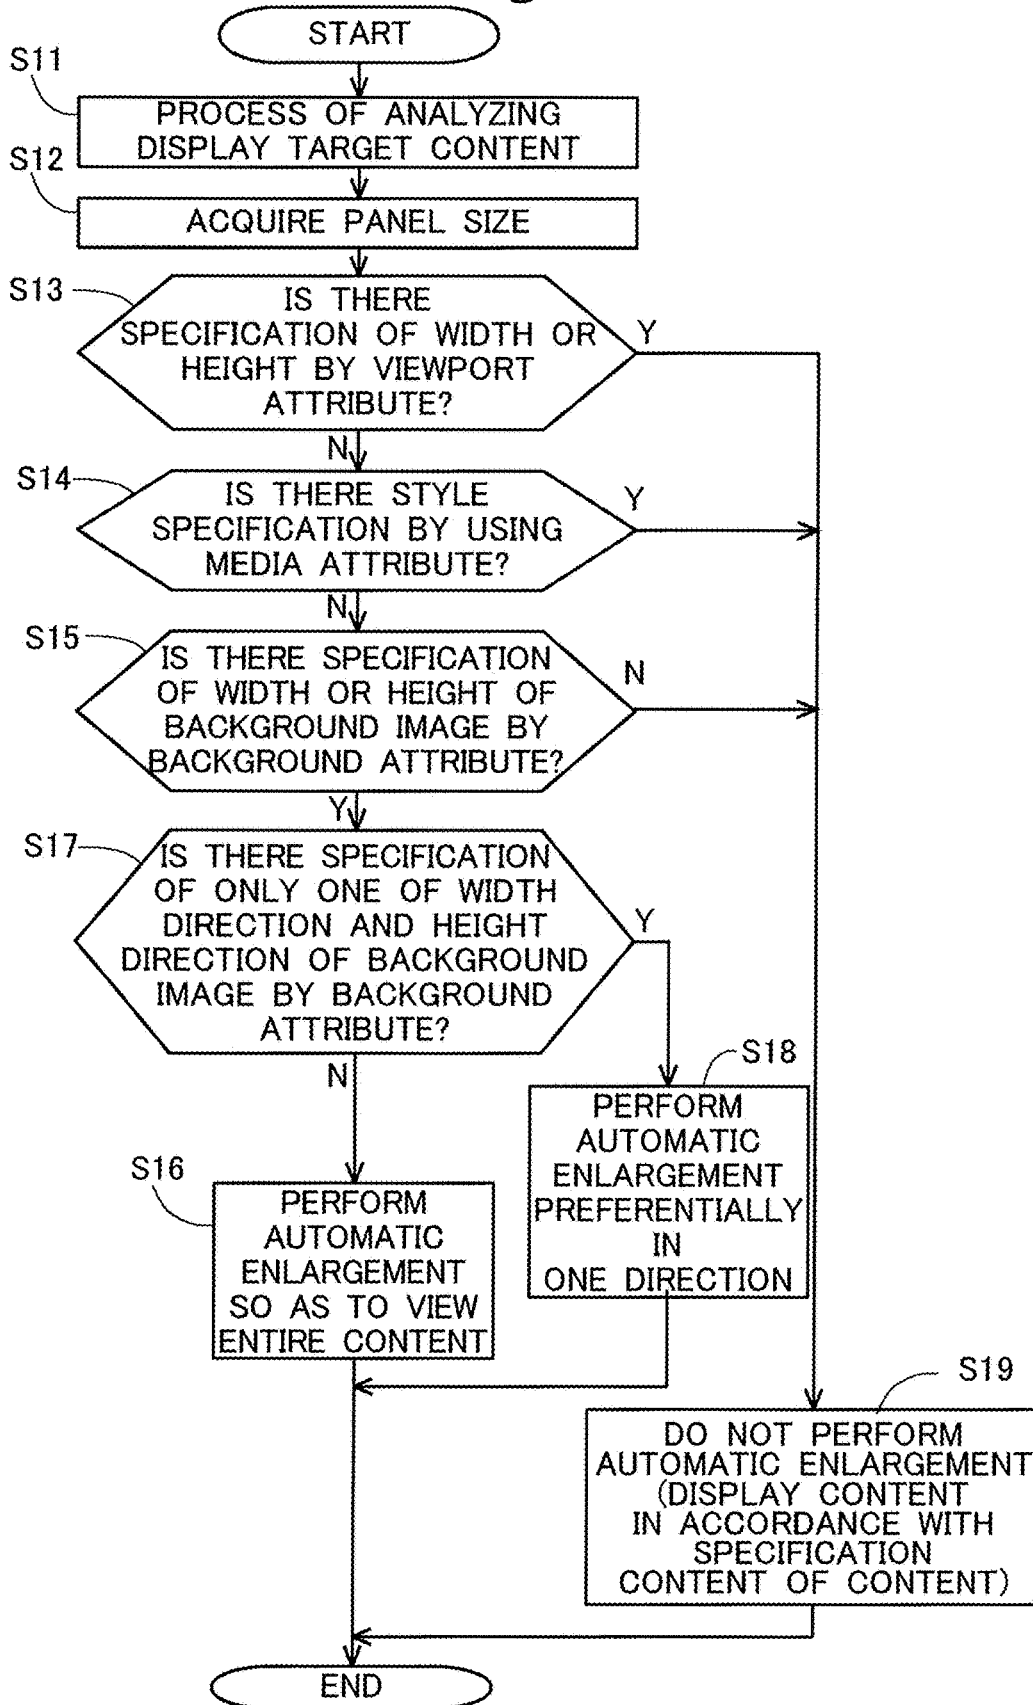 START
S11
PROCESS OF ANALYZING
DISPLAY TARGET CONTENT
S12
ACQUIRE PANEL SIZE
S13
IS THERE
SPECIFICATION OF WIDTH OR
HEIGHT BY VIEWPORT
ATTRIBUTE?
Y
N
S14
IS THERE STYLE
SPECIFICATION BY USING
MEDIA ATTRIBUTE?
Y
N
S15
IS THERE SPECIFICATION
OF WIDTH OR HEIGHT OF
BACKGROUND IMAGE BY
BACKGROUND ATTRIBUTE?
N
Y
S17
IS THERE SPECIFICATION
OF ONLY ONE OF WIDTH
DIRECTION AND HEIGHT
DIRECTION OF BACKGROUND
IMAGE BY BACKGROUND
ATTRIBUTE?
Y
N
S18
PERFORM
AUTOMATIC
ENLARGEMENT
PREFERENTIALLY
IN
ONE DIRECTION
S16
PERFORM
AUTOMATIC
ENLARGEMENT
SO AS TO VIEW
ENTIRE CONTENT
S19
DO NOT PERFORM
AUTOMATIC ENLARGEMENT
(DISPLAY CONTENT
IN ACCORDANCE WITH
SPECIFICATION
CONTENT OF CONTENT)
END